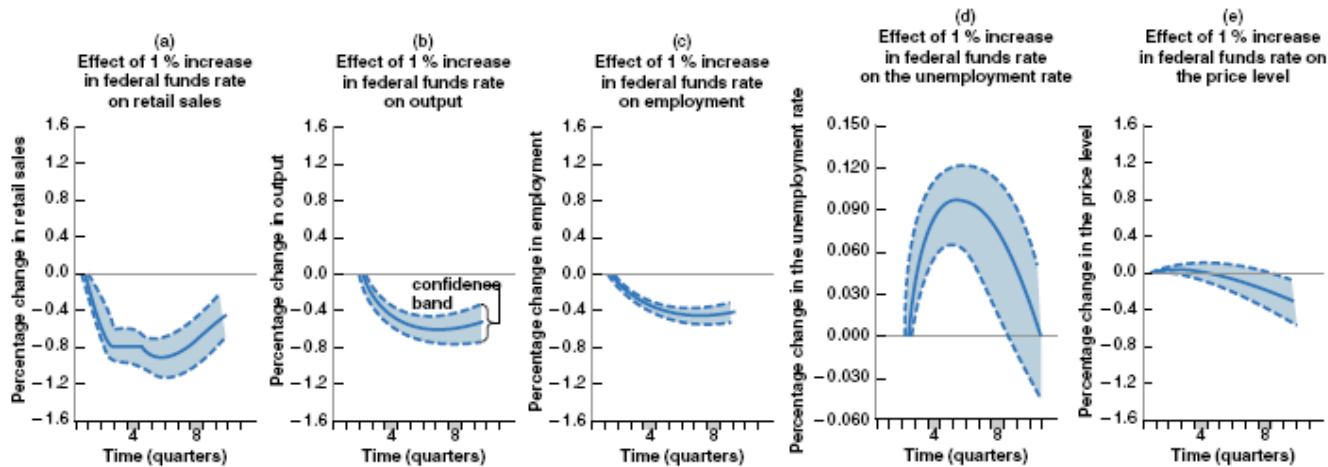 (a)
Effect of 1 % increase
in federal funds rate
on retail sales
Percentage change in retail sales
1.6
1.2
0.8
0.4
0.0
−0.4
−0.8
−1.2
−1.6
4
8
Time (quarters)
(b)
Effect of 1 % increase
in federal funds rate
on output
Percentage change in output
1.6
1.2
0.8
0.4
0.0
−0.4
−0.8
−1.2
−1.6
confidence
band
4
8
Time (quarters)
(c)
Effect of 1 % increase
in federal funds rate
on employment
Percentage change in employment
1.6
1.2
0.8
0.4
0.0
−0.4
−0.8
−1.2
−1.6
4
8
Time (quarters)
(d)
Effect of 1 % increase
in federal funds rate
on the unemployment rate
Percentage change in the unemployment rate
0.150
0.120
0.090
0.060
0.030
0.000
−0.030
−0.060
4
8
Time (quarters)
(e)
Effect of 1 % increase
in federal funds rate on
the price level
Percentage change in the price level
1.6
1.2
0.8
0.4
0.0
−0.4
−0.8
−1.2
−1.6
4
8
Time (quarters)